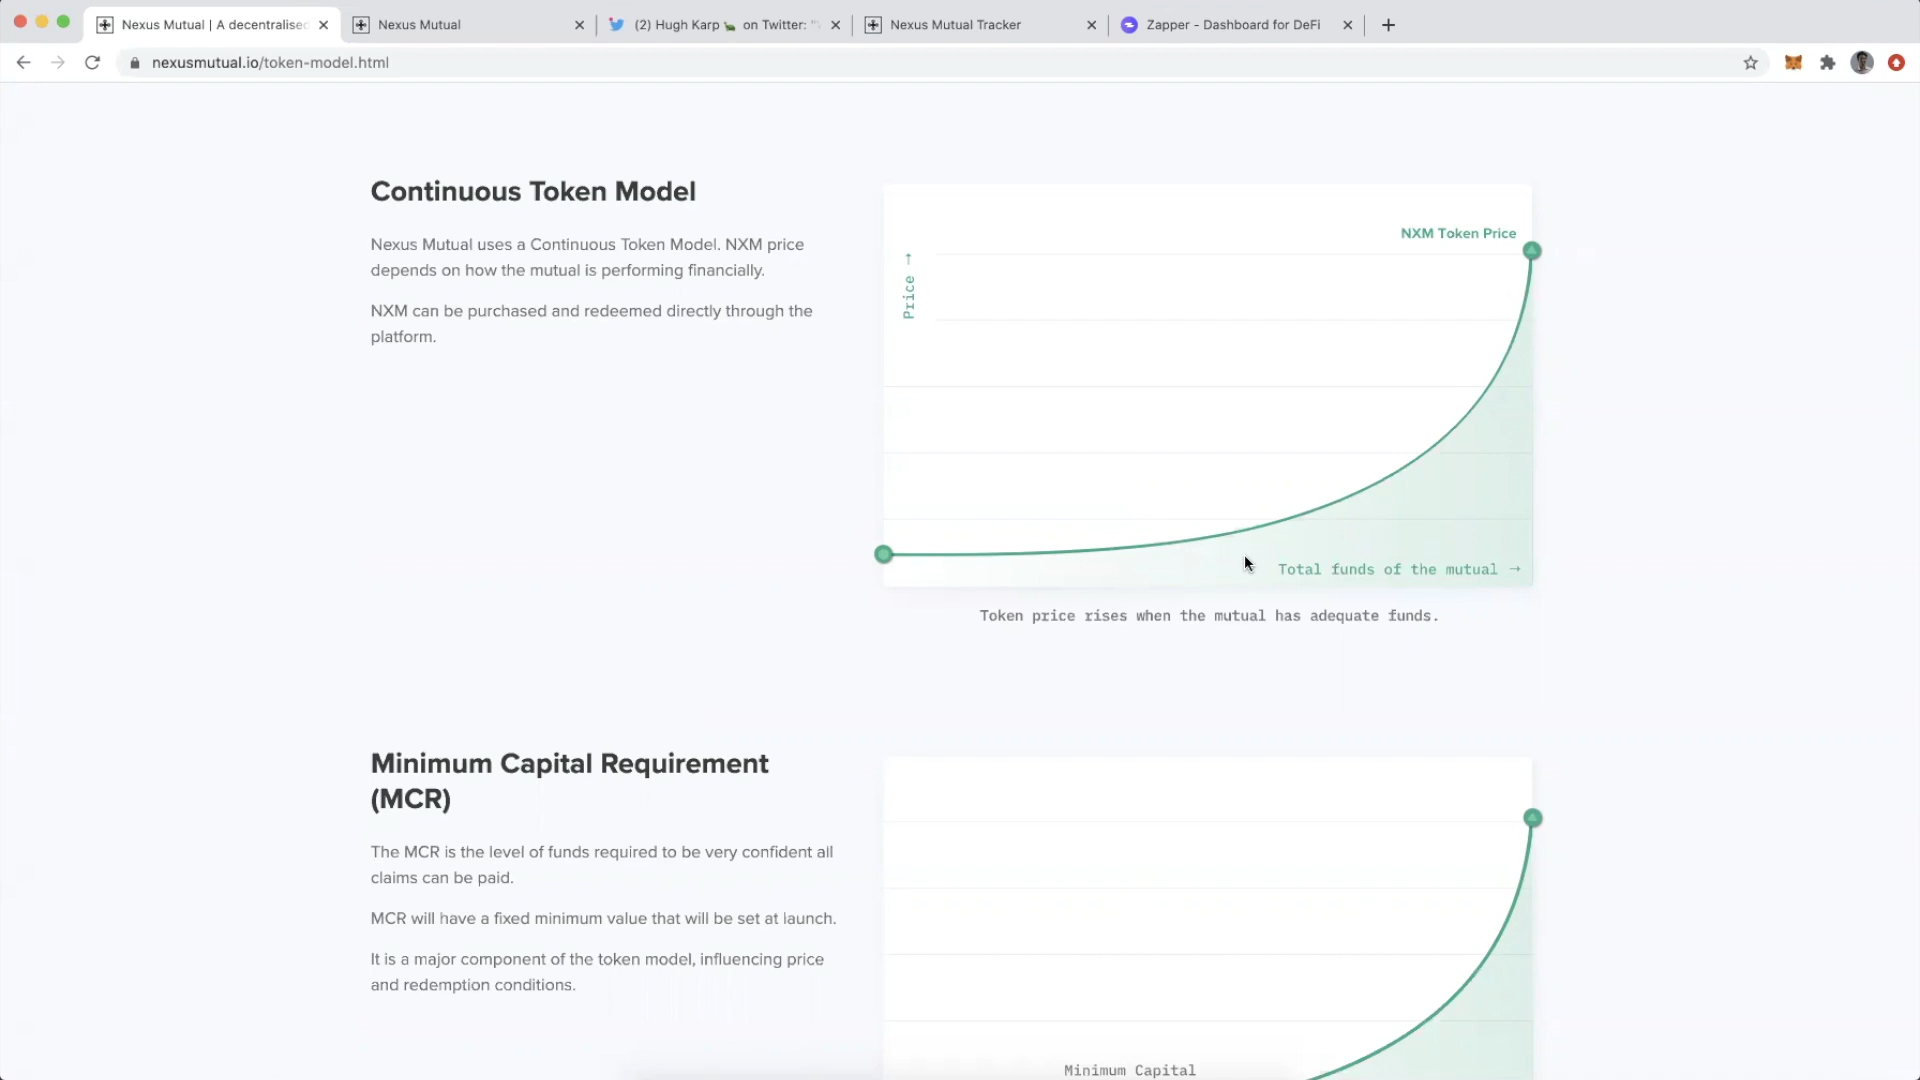 Nexus Mutual | A decentralised
Nexus Mutual
(2) Hugh Karp 🐢 on Twitter: "
Nexus Mutual Tracker
Zapper - Dashboard for DeFi
nexusmutual.io/token-model.html
Continuous Token Model
Nexus Mutual uses a Continuous Token Model. NXM price
depends on how the mutual is performing financially.
NXM can be purchased and redeemed directly through the
platform.
NXM Token Price
Price →
Total funds of the mutual →
Token price rises when the mutual has adequate funds.
Minimum Capital Requirement
(MCR)
The MCR is the level of funds required to be very confident all
claims can be paid.
MCR will have a fixed minimum value that will be set at launch.
It is a major component of the token model, influencing price
and redemption conditions.
Minimum Capital